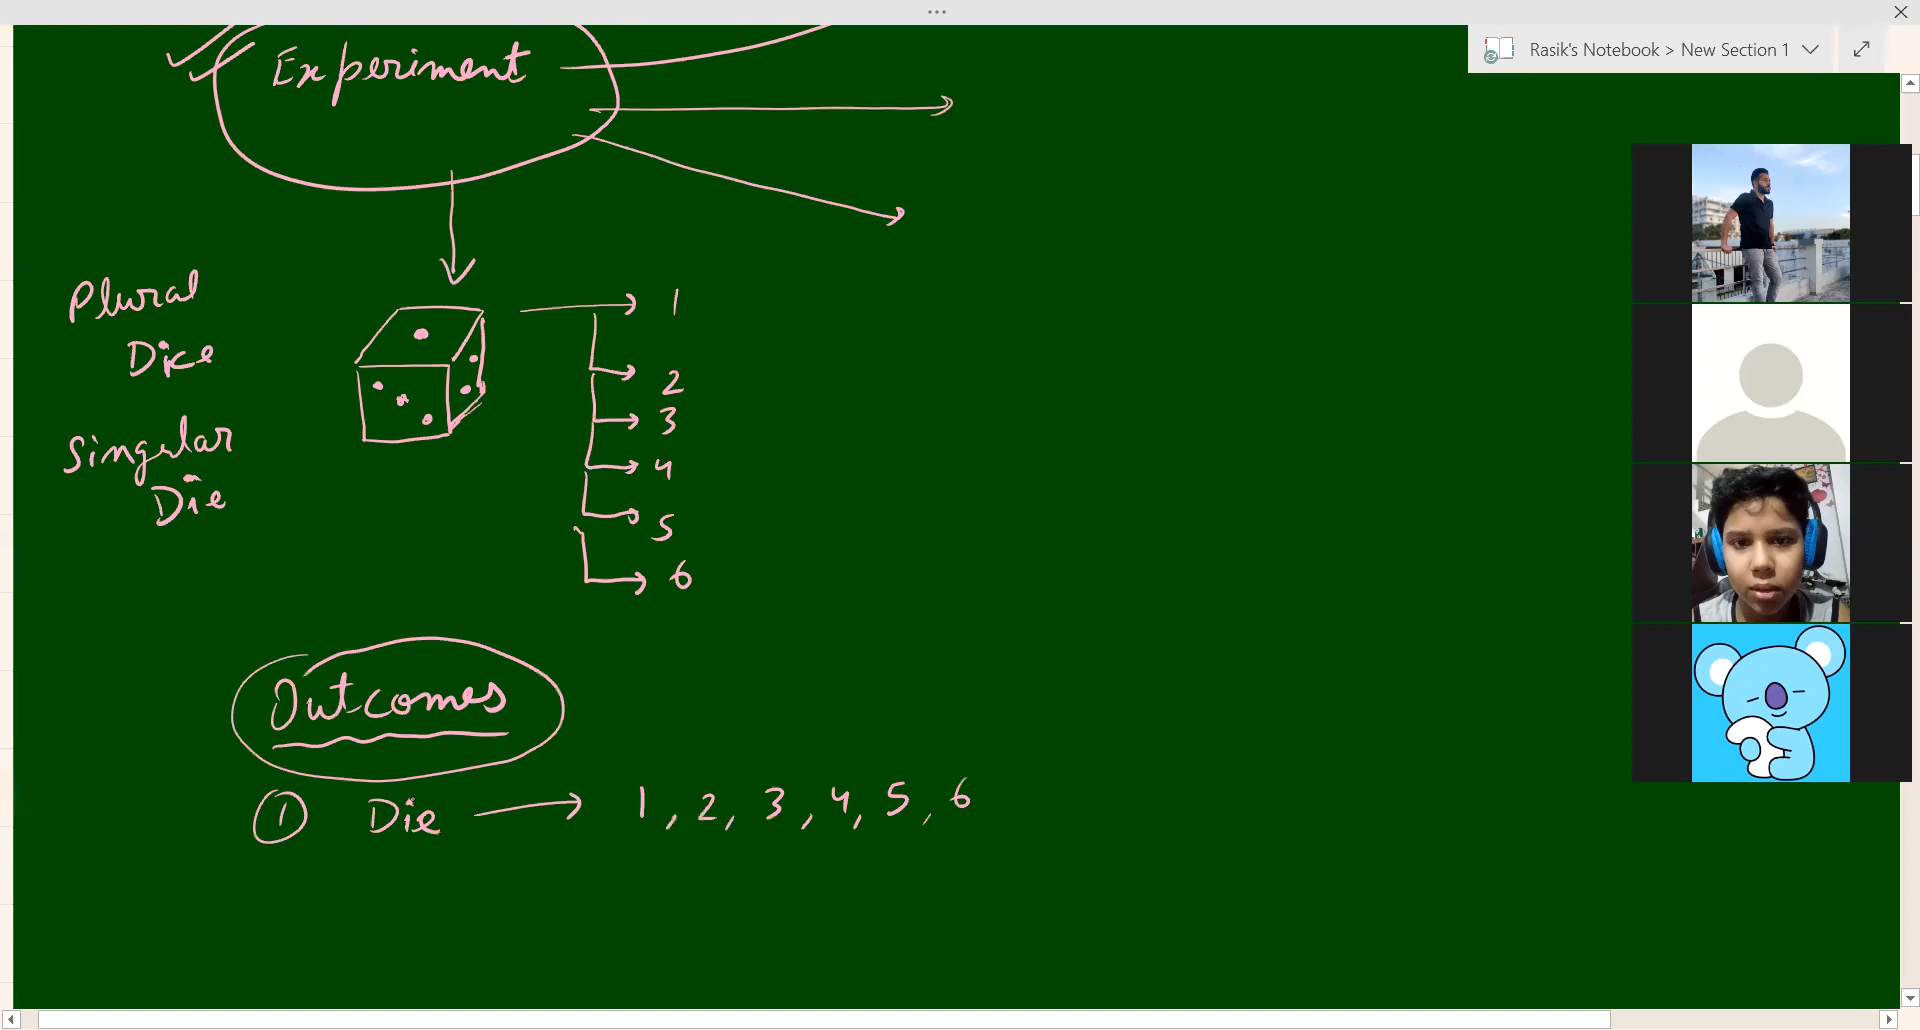 Rasik's Notebook > New Section 1
Experiment
Plural
Dice
Singular
Die
1
2
3
4
5
6
Outcomes
1 Die → 1, 2, 3, 4, 5, 6